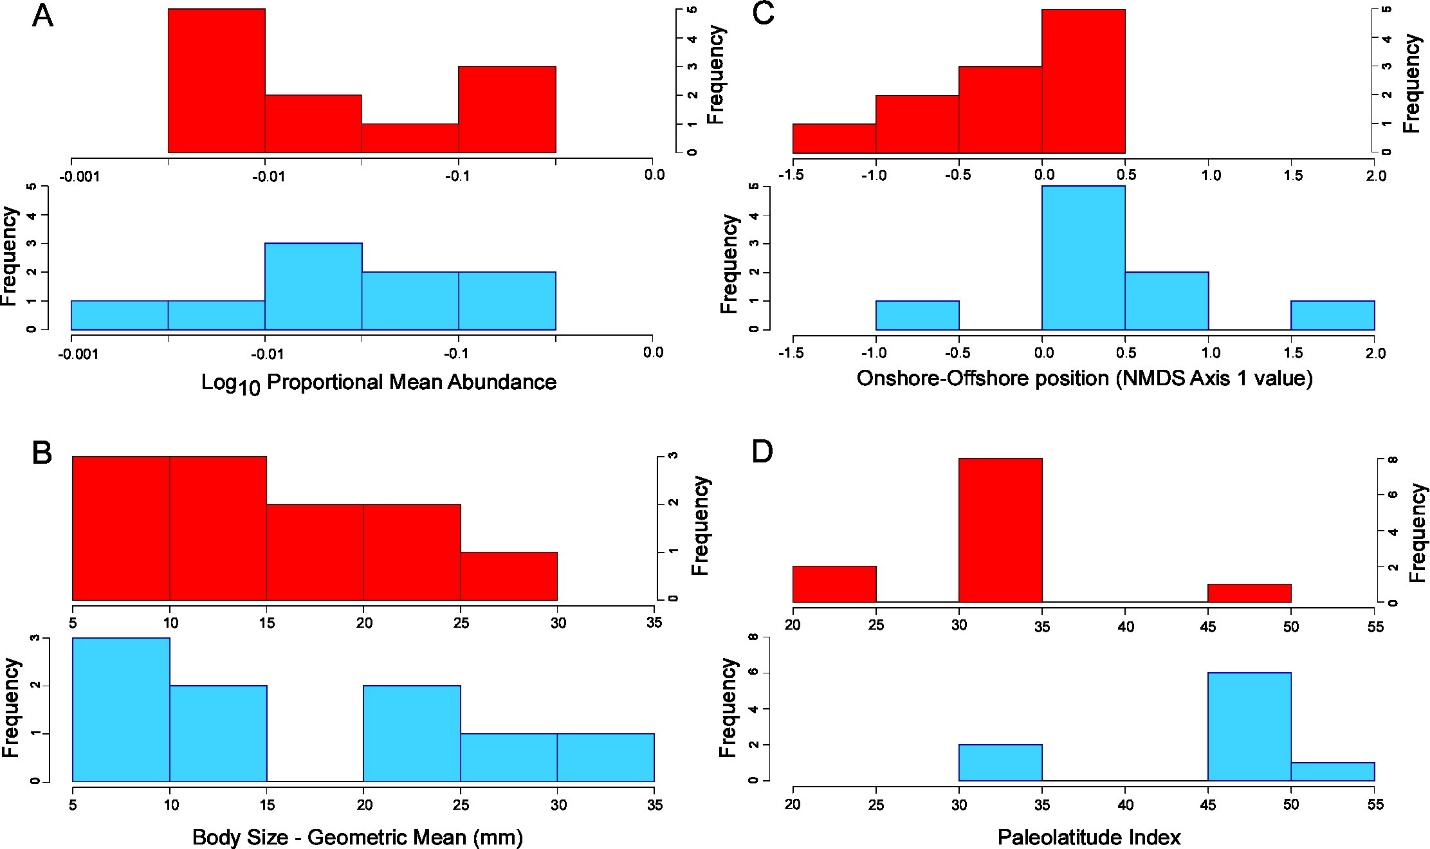 A
5
4
3
2
1
0
Frequency
-0.001 -0.01 -0.1 0.0
5
4
3
2
1
0
Frequency
-0.001 -0.01 -0.1 0.0
Log10 Proportional Mean Abundance
C
5
4
3
2
1
0
Frequency
-1.5 -1.0 -0.5 0.0 0.5 1.0 1.5 2.0
5
4
3
2
1
0
Frequency
-1.5 -1.0 -0.5 0.0 0.5 1.0 1.5 2.0
Onshore-Offshore position (NMDS Axis 1 value)
B
3
2
1
0
Frequency
5 10 15 20 25 30 35
3
2
1
0
Frequency
5 10 15 20 25 30 35
Body Size - Geometric Mean (mm)
D
8
6
4
2
0
Frequency
20 25 30 35 40 45 50 55
8
6
4
2
0
Frequency
20 25 30 35 40 45 50 55
Paleolatitude Index